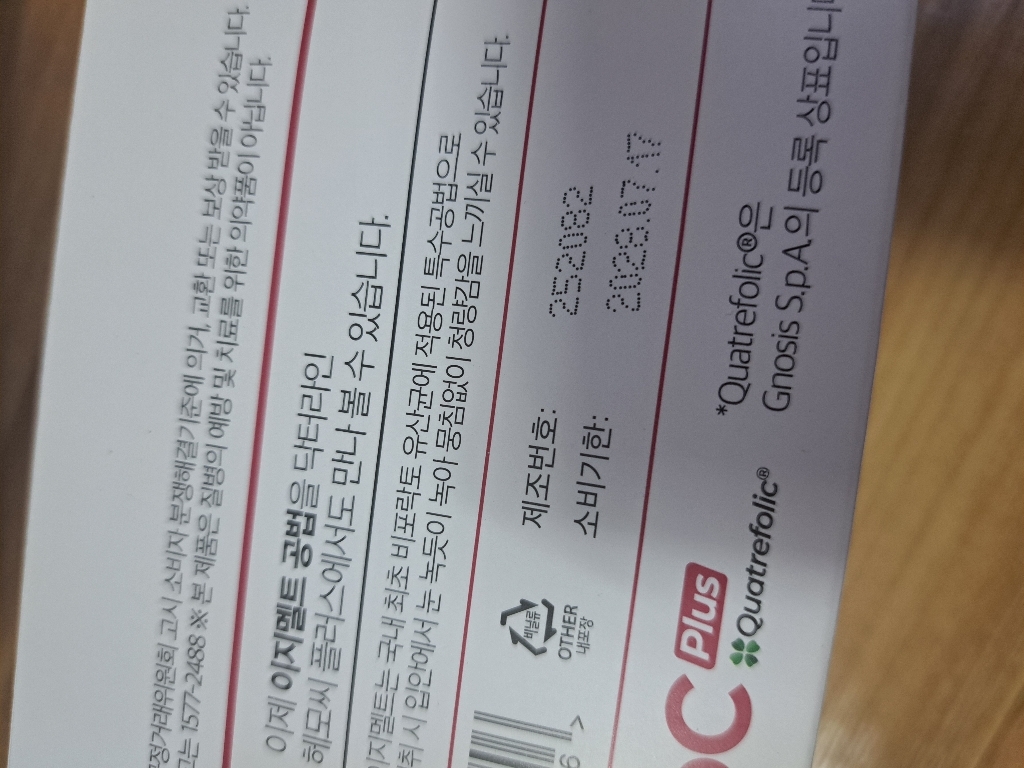 정거래위원회 고시 소비자 분쟁해결기준에 의거, 교환 또는 보상 받을 수 있습니다.
고는 1577-2488 ※ 본 제품은 질병의 예방 및 치료를 위한 의약품이 아닙니다.
이제 이지멜트 공법을 닥터라인
헤모씨 플러스에서도 만나 볼 수 있습니다.
이지멜트는 국내 최초 비포락토 유산균에 적용된 특수공법으로
취 시 입안에서 눈 녹듯이 녹아 뭉침없이 청량감을 느끼실 수 있습니다.
6 >
비닐류
OTHER
내포장
제조번호: 252082
소비기한: 2028.07.17
C Plus
Quatrefolic®
*Quatrefolic®은
Gnosis S.p.A.의 등록 상표입니